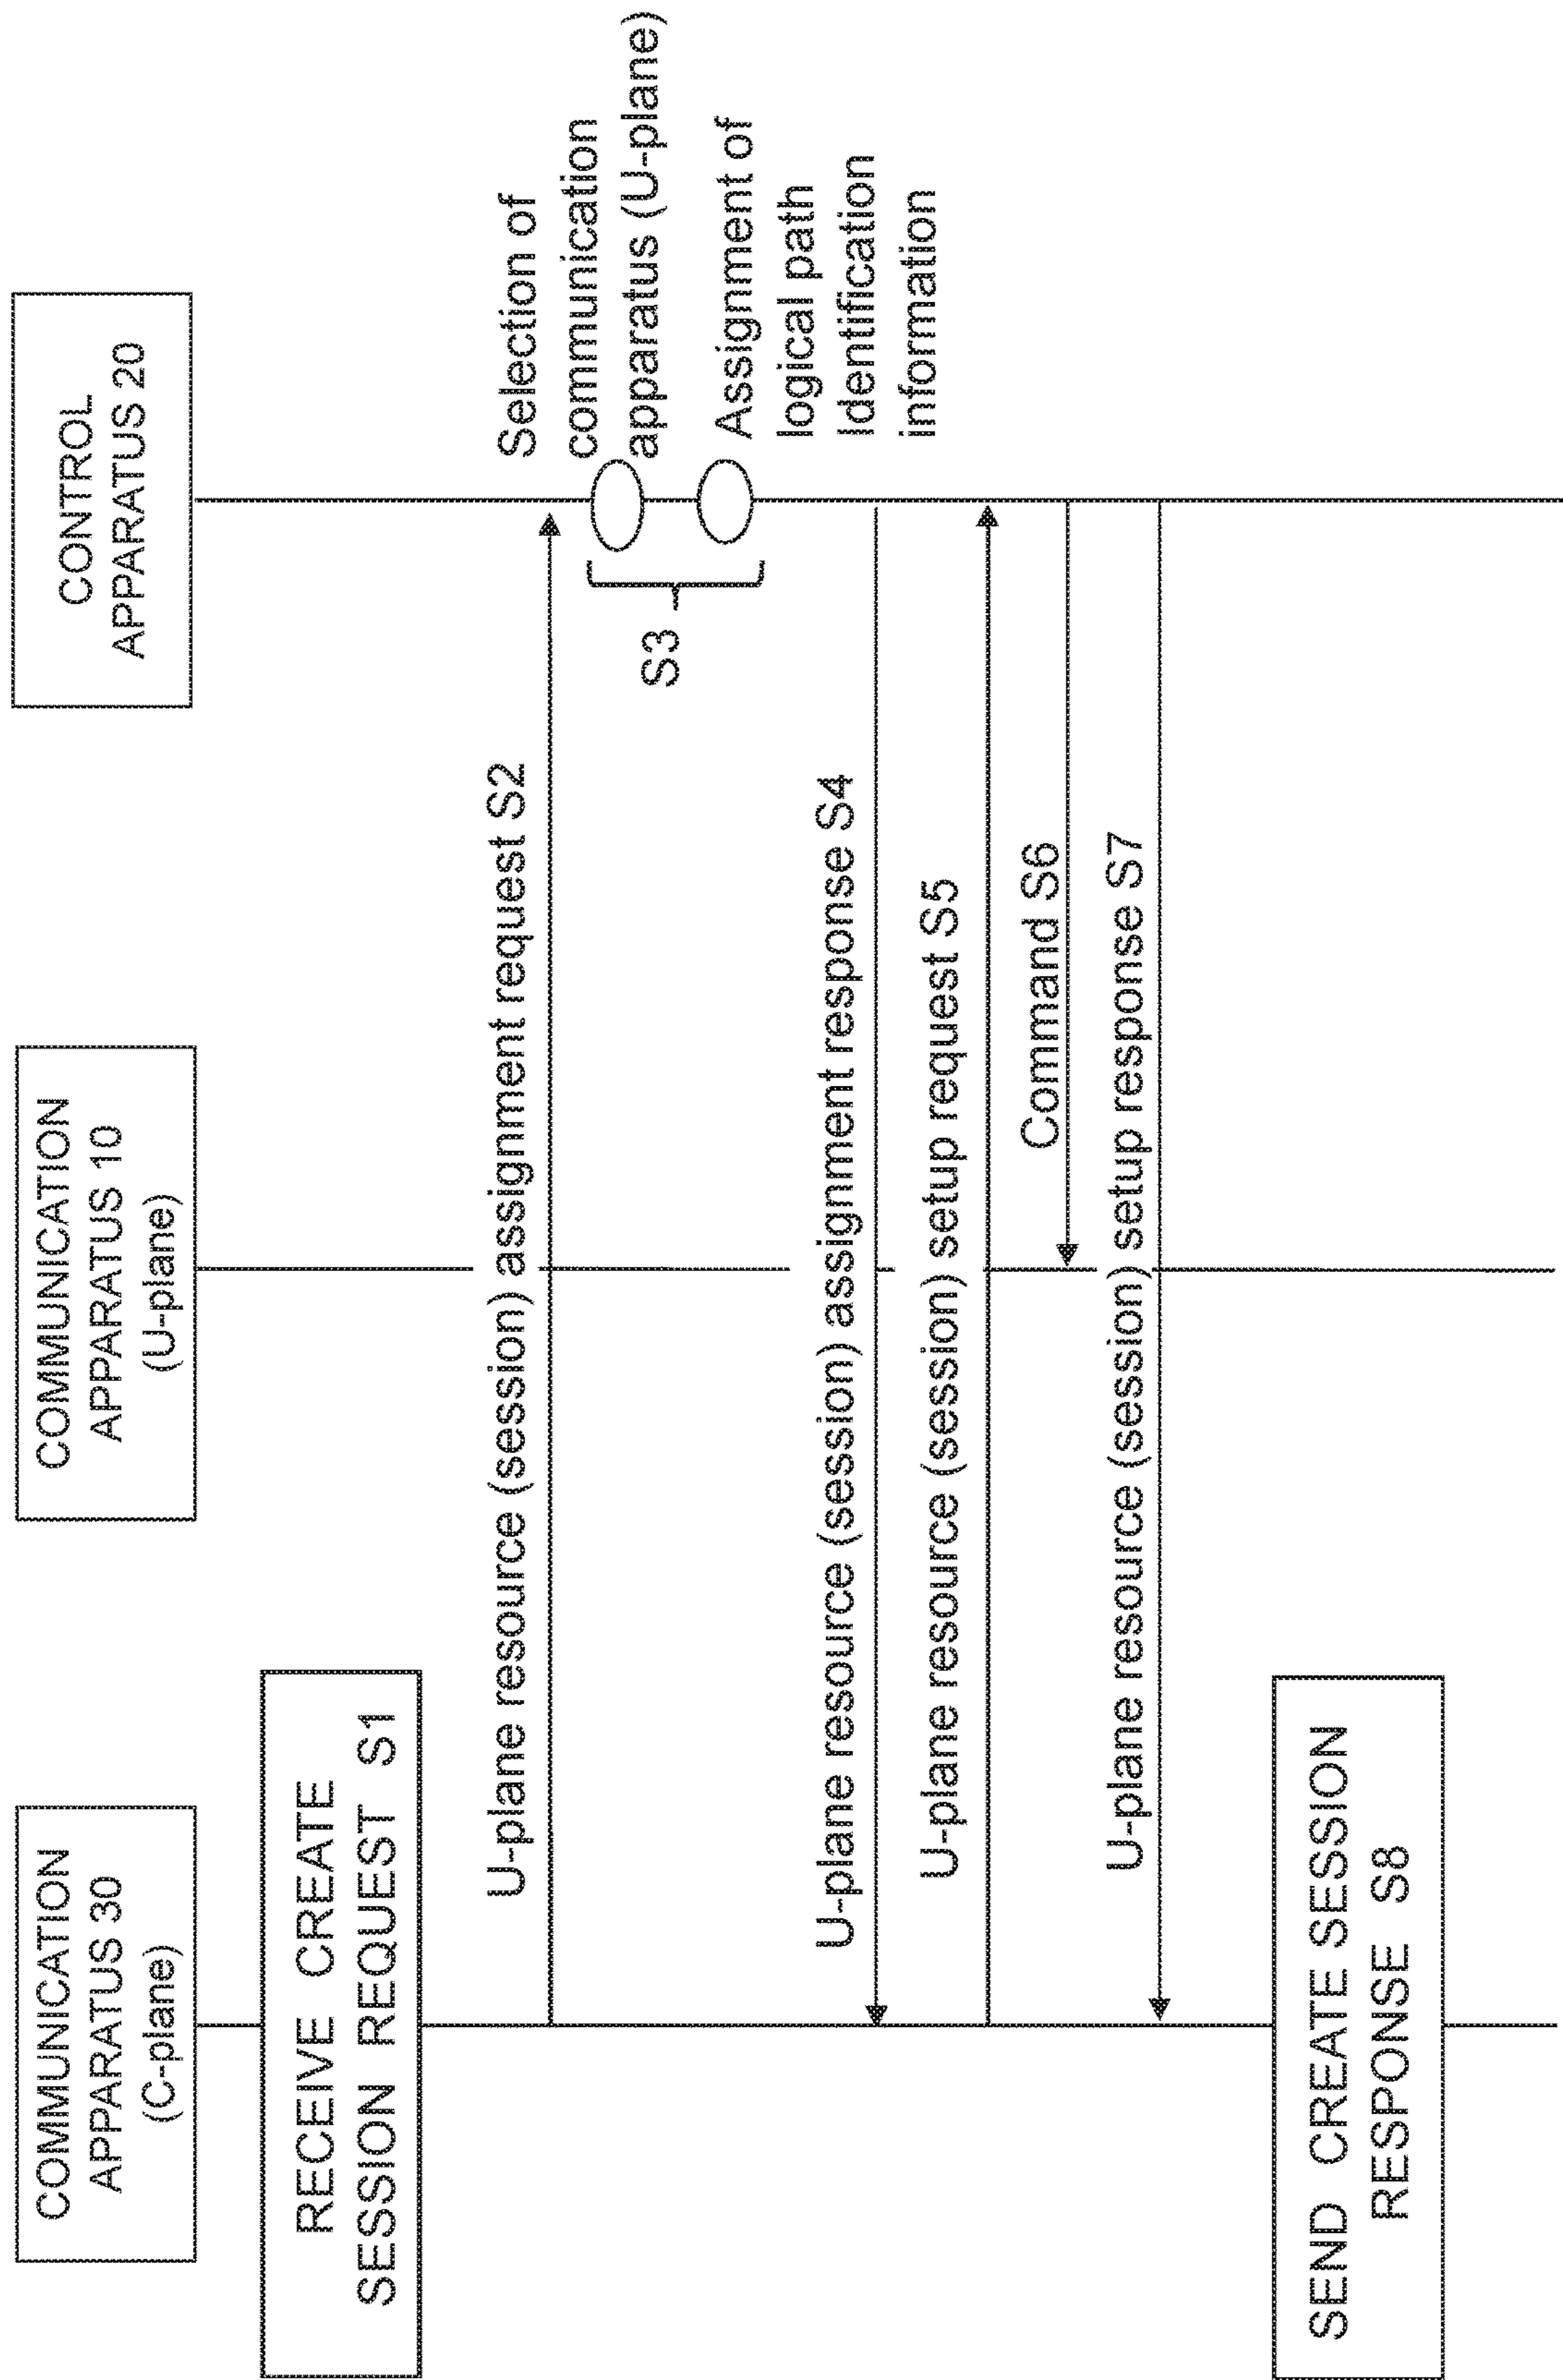 COMMUNICATION
APPARATUS 30
(C-plane)
COMMUNICATION
APPARATUS 10
(U-plane)
CONTROL
APPARATUS 20
RECEIVE CREATE
SESSION REQUEST S1
U-plane resource (session) assignment request S2
Selection of
communication
apparatus (U-plane)
S3
Assignment of
logical path
identification
information
U-plane resource (session) assignment response S4
U-plane resource (session) setup request S5
Command S6
U-plane resource (session) setup response S7
SEND CREATE SESSION
RESPONSE S8